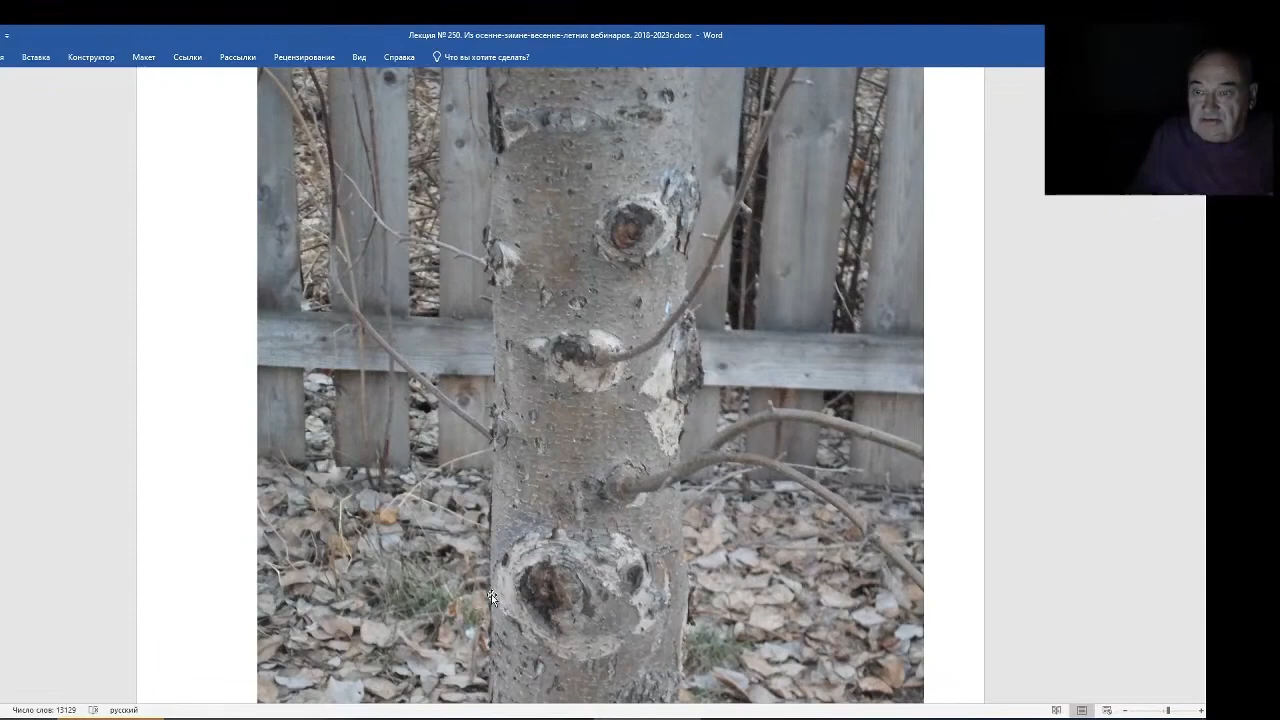 Лекция № 250. Из осенне-зимне-весенне-летних вебинаров. 2018-2023г.docx - Word
я Вставка Конструктор Макет Ссылки Рассылки Рецензирование Вид Справка Что вы хотите сделать?
Число слов: 13129 русский